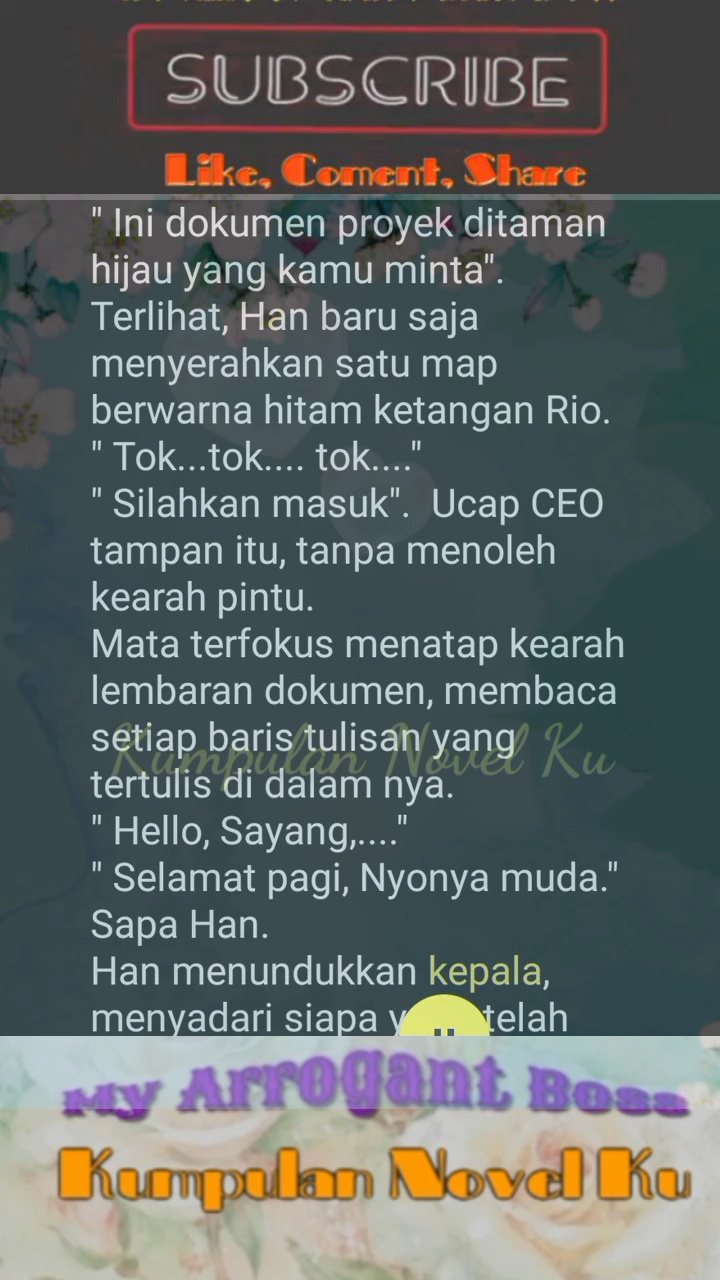 SUBSCRIBE
Like, Coment, Share
" Ini dokumen proyek ditaman
hijau yang kamu minta".
Terlihat, Han baru saja
menyerahkan satu map
berwarna hitam ketangan Rio.
" Tok...tok.... tok...."
" Silahkan masuk".  Ucap CEO
tampan itu, tanpa menoleh
kearah pintu.
Mata terfokus menatap kearah
lembaran dokumen, membaca
setiap baris tulisan yang
Kumpulan Novel Ku
tertulis di dalam nya.
" Hello, Sayang,...."
" Selamat pagi, Nyonya muda."
Sapa Han.
Han menundukkan kepala,
menyadari siapa telah
My Arrogant Boss
Kumpulan Novel Ku